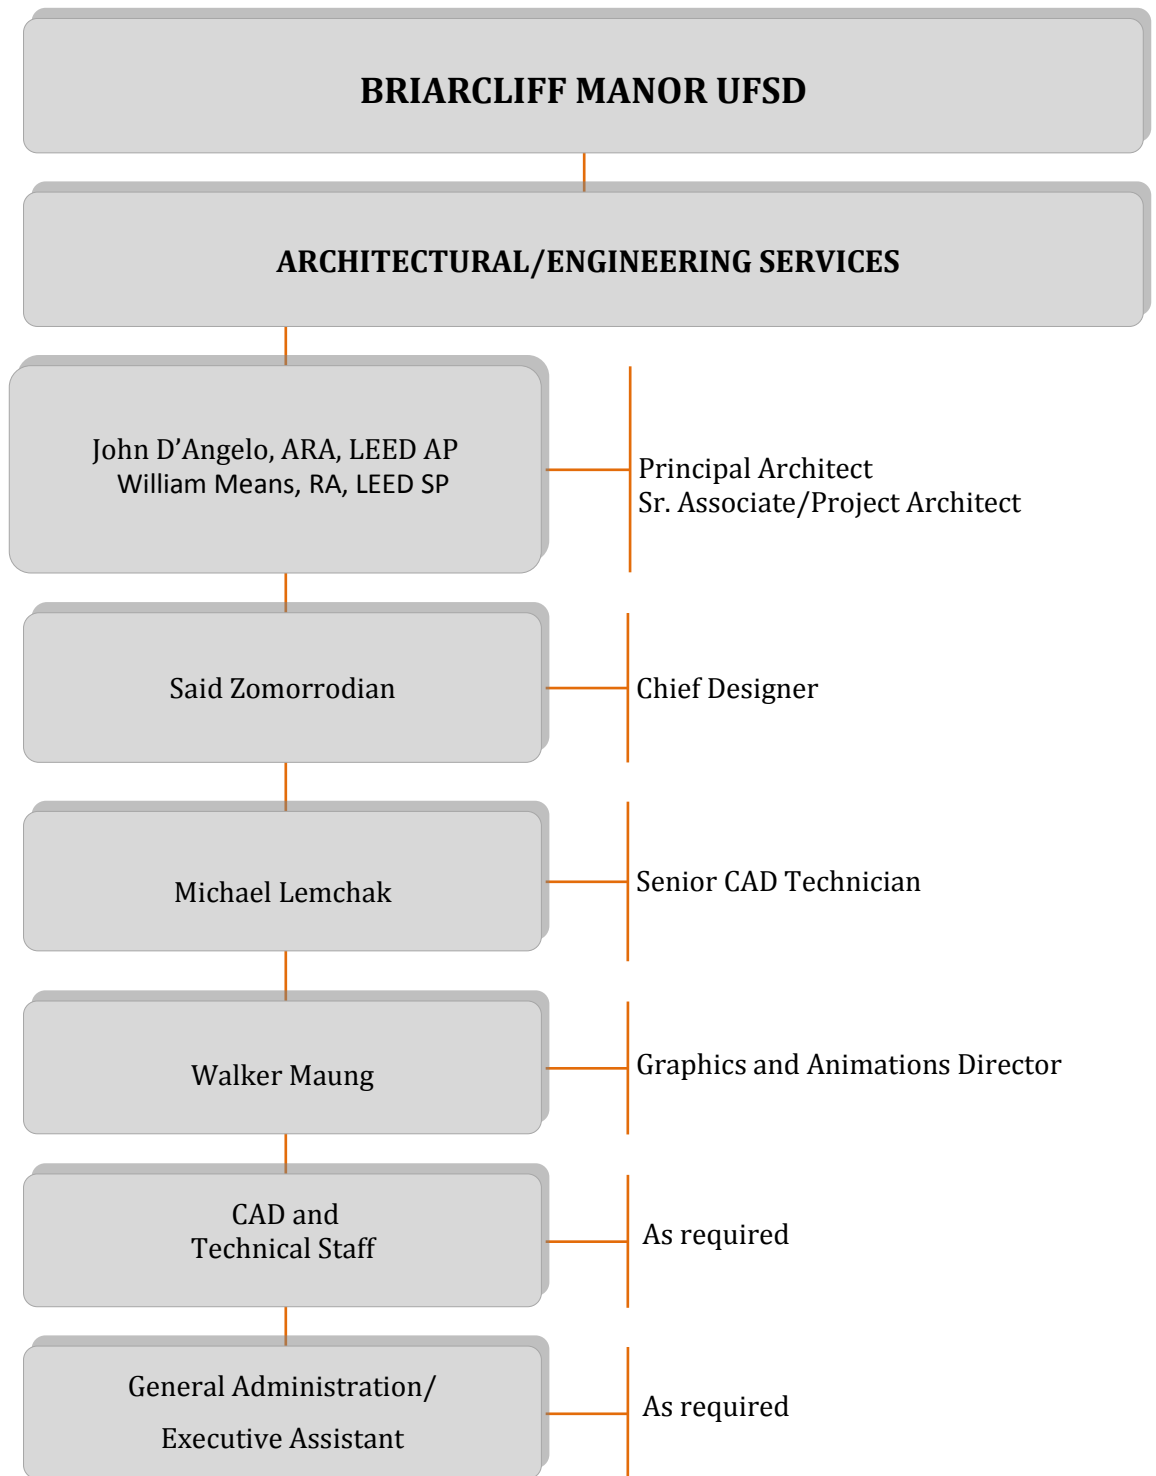 BRIARCLIFF MANOR UFSD
ARCHITECTURAL/ENGINEERING SERVICES
John D’Angelo, ARA, LEED AP
William Means, RA, LEED SP
Principal Architect
Sr. Associate/Project Architect
Said Zomorrodian
Chief Designer
Michael Lemchak
Senior CAD Technician
Walker Maung
Graphics and Animations Director
CAD and
Technical Staff
As required
General Administration/
Executive Assistant
As required